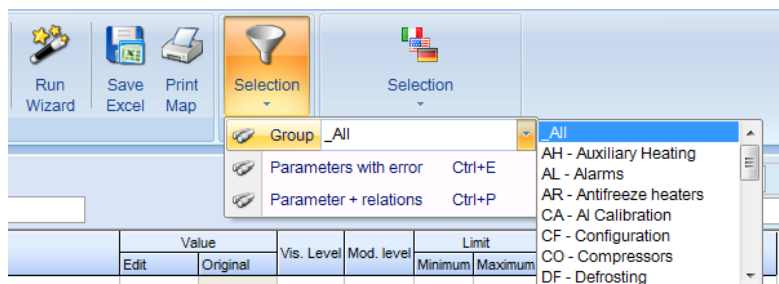 Run Wizard
Save Excel
Print Map
Selection
Selection
Group _All
Parameters with error Ctrl+E
Parameter + relations Ctrl+P
_All
AH - Auxiliary Heating
AL - Alarms
AR - Antifreeze heaters
CA - AI Calibration
CF - Configuration
CO - Compressors
DF - Defrosting
Value
Edit
Original
Vis. Level
Mod. level
Limit
Minimum
Maximum